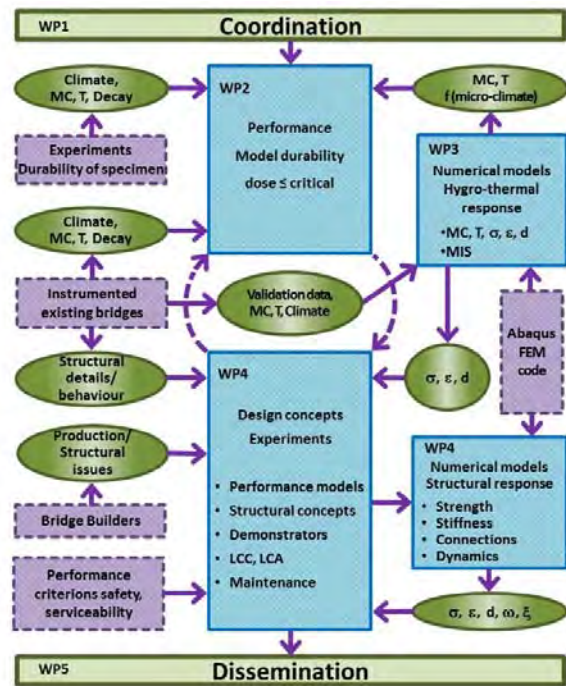 WP1
Coordination
Climate,
MC, T, Decay
Experiments
Durability of specimen
WP2
Performance
Model durability
dose ≤ critical
MC, T
f (micro-climate)
WP3
Numerical models
Hygro-thermal
response
•MC, T, σ, ε, d
•MIS
Climate,
MC, T, Decay
Instrumented
existing bridges
Validation data,
MC, T, Climate
Structural
details/
behaviour
Production/
Structural
issues
Bridge Builders
Performance
criterions safety,
serviceability
WP4
Design concepts
Experiments
• Performance models
• Structural concepts
• Demonstrators
• LCC, LCA
• Maintenance
σ, ε, d
Abaqus
FEM
code
WP4
Numerical models
Structural response
• Strength
• Stiffness
• Connections
• Dynamics
σ, ε, d, ω, ξ
WP5
Dissemination